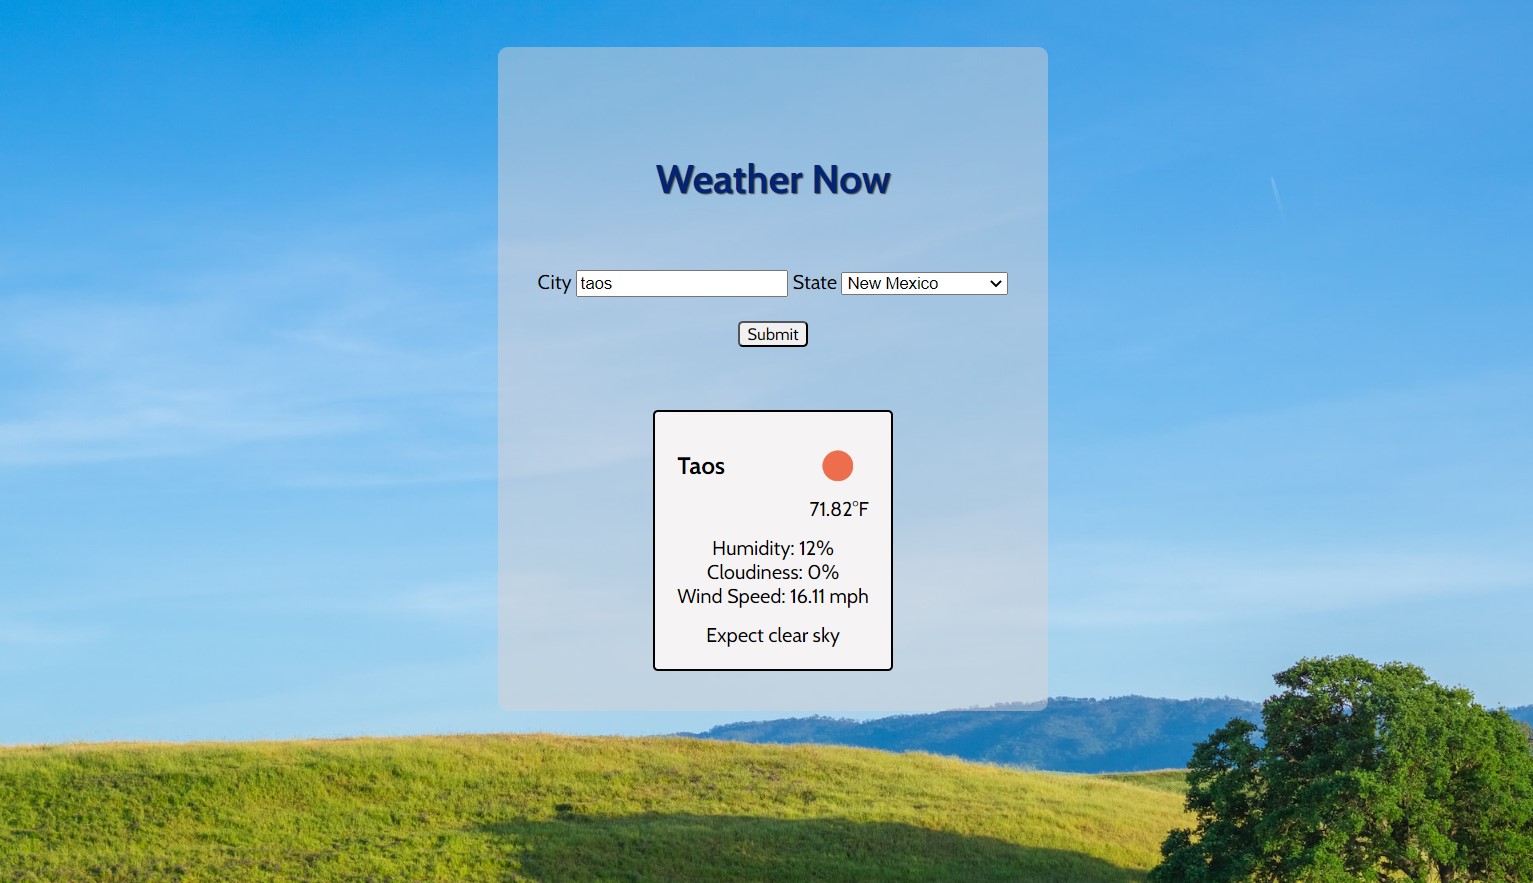 Weather Now
City taos State New Mexico
Submit
Taos
71.82°F
Humidity: 12%
Cloudiness: 0%
Wind Speed: 16.11 mph
Expect clear sky